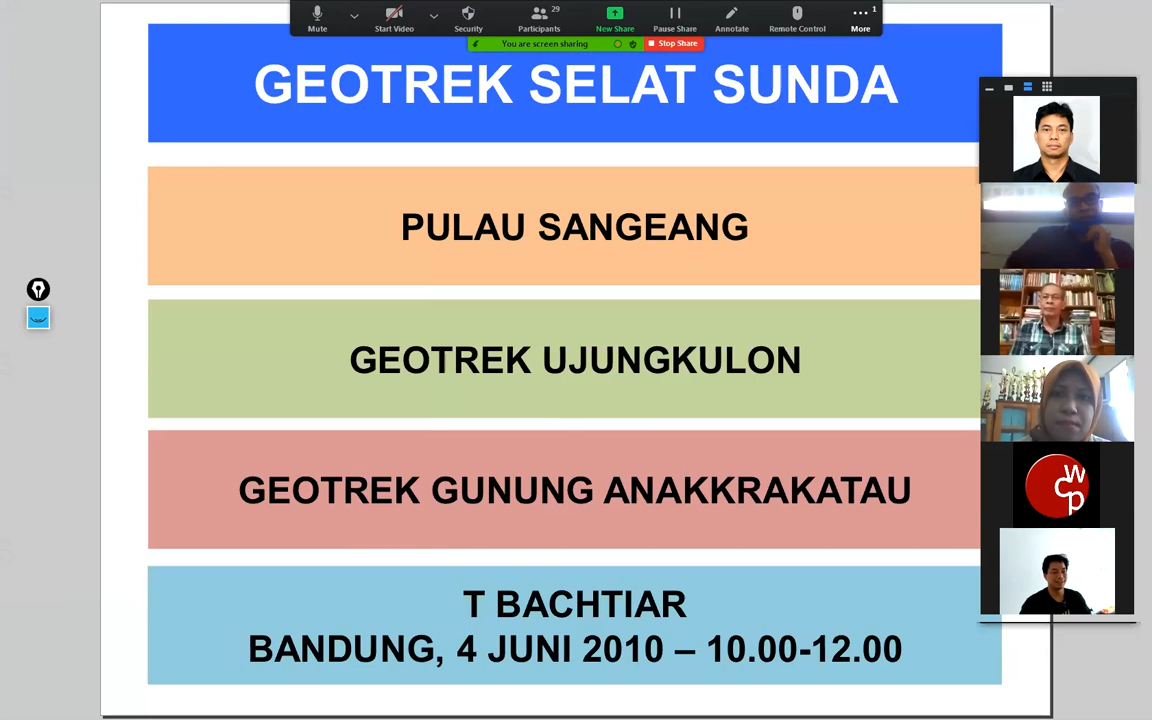 Mute
Start Video
Security
Participants
29
New Share
Pause Share
Annotate
Remote Control
More
1
You are screen sharing
Stop Share
GEOTREK SELAT SUNDA
PULAU SANGEANG
GEOTREK UJUNGKULON
GEOTREK GUNUNG ANAKKRAKATAU
T BACHTIAR
BANDUNG, 4 JUNI 2010 – 10.00-12.00
wcp